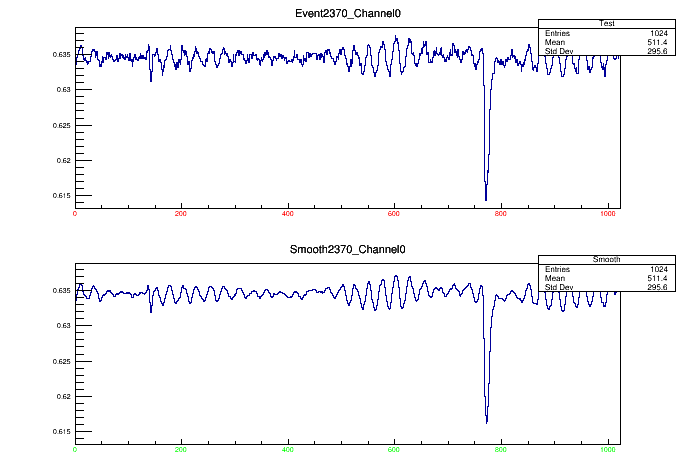 Event2370_Channel0
Test
Entries 1024
Mean 511.4
Std Dev 295.6
0.635
0.63
0.625
0.62
0.615
0 200 400 600 800 1000
Smooth2370_Channel0
Smooth
Entries 1024
Mean 511.4
Std Dev 295.6
0.635
0.63
0.625
0.62
0.615
0 200 400 600 800 1000